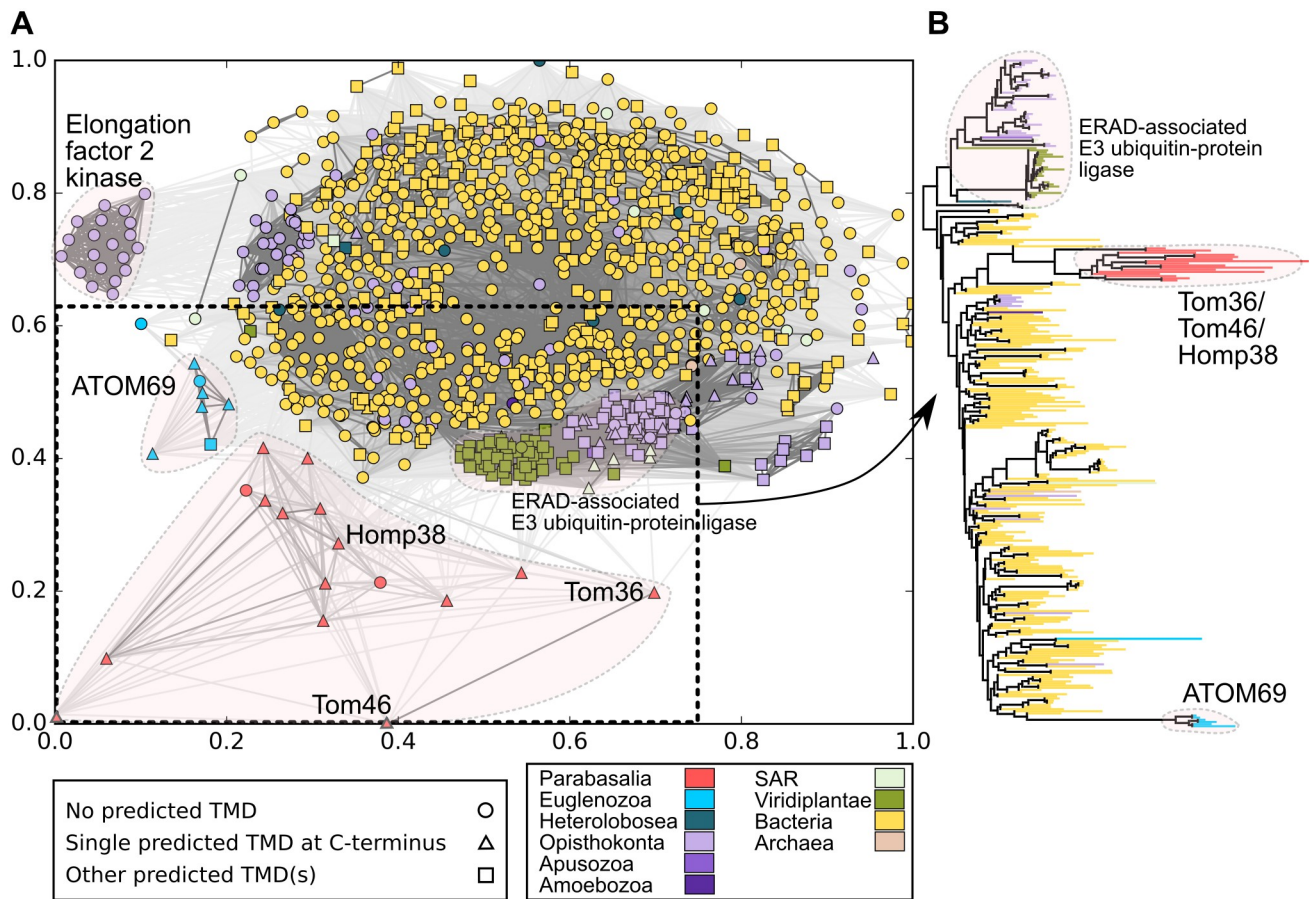 A
B
1.0
0.8
0.6
0.4
0.2
0.0
0.0
0.2
0.4
0.6
0.8
1.0
Elongation
factor 2
kinase
ATOM69
Homp38
Tom36
Tom46
ERAD-associated
E3 ubiquitin-protein ligase
ERAD-associated
E3 ubiquitin-protein
ligase
Tom36/
Tom46/
Homp38
ATOM69
No predicted TMD
Single predicted TMD at C-terminus
Other predicted TMD(s)
Parabasalia
Euglenozoa
Heterolobosea
Opisthokonta
Apusozoa
Amoebozoa
SAR
Viridiplantae
Bacteria
Archaea